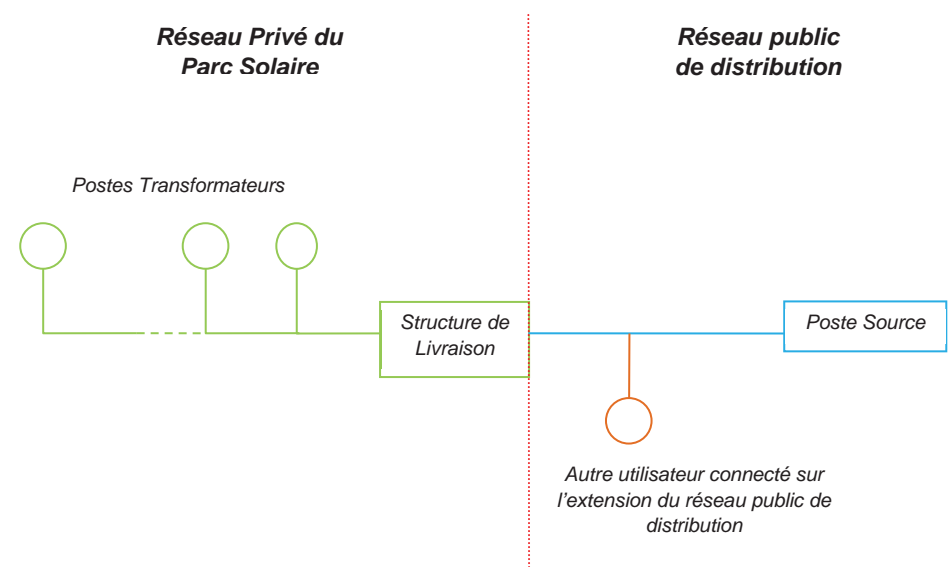 Réseau Privé du
Parc Solaire
Réseau public
de distribution
Postes Transformateurs
Structure de
Livraison
Poste Source
Autre utilisateur connecté sur
l'extension du réseau public de
distribution